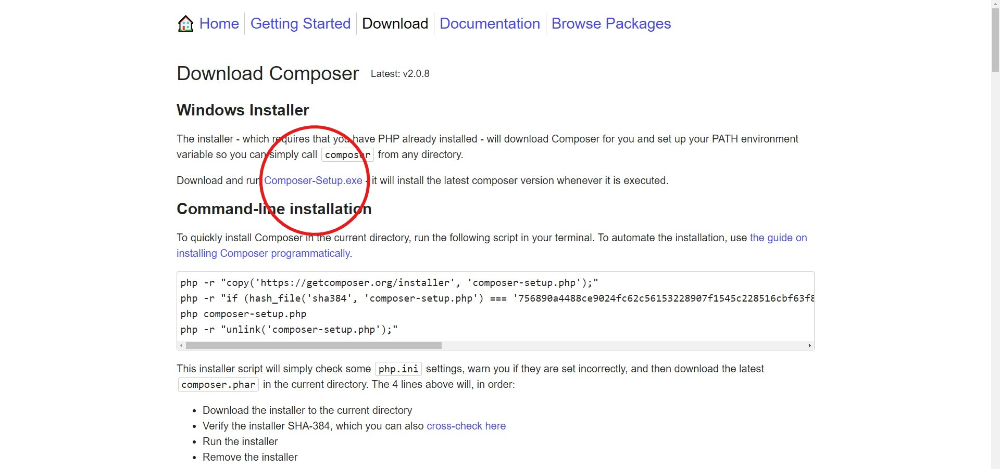 Home Getting Started Download Documentation Browse Packages
Download Composer Latest: v2.0.8
Windows Installer
The installer - which requires that you have PHP already installed - will download Composer for you and set up your PATH environment
variable so you can simply call composer from any directory.
Download and run Composer-Setup.exe - it will install the latest composer version whenever it is executed.
Command-line installation
To quickly install Composer in the current directory, run the following script in your terminal. To automate the installation, use the guide on
installing Composer programmatically.
php -r "copy('https://getcomposer.org/installer', 'composer-setup.php');"
php -r "if (hash_file('sha384', 'composer-setup.php') === '756890a4488ce9024fc62c56153228907f1545c228516cbf63f8
php composer-setup.php
php -r "unlink('composer-setup.php');"
This installer script will simply check some php.ini settings, warn you if they are set incorrectly, and then download the latest
composer.phar in the current directory. The 4 lines above will, in order:
• Download the installer to the current directory
• Verify the installer SHA-384, which you can also cross-check here
• Run the installer
• Remove the installer